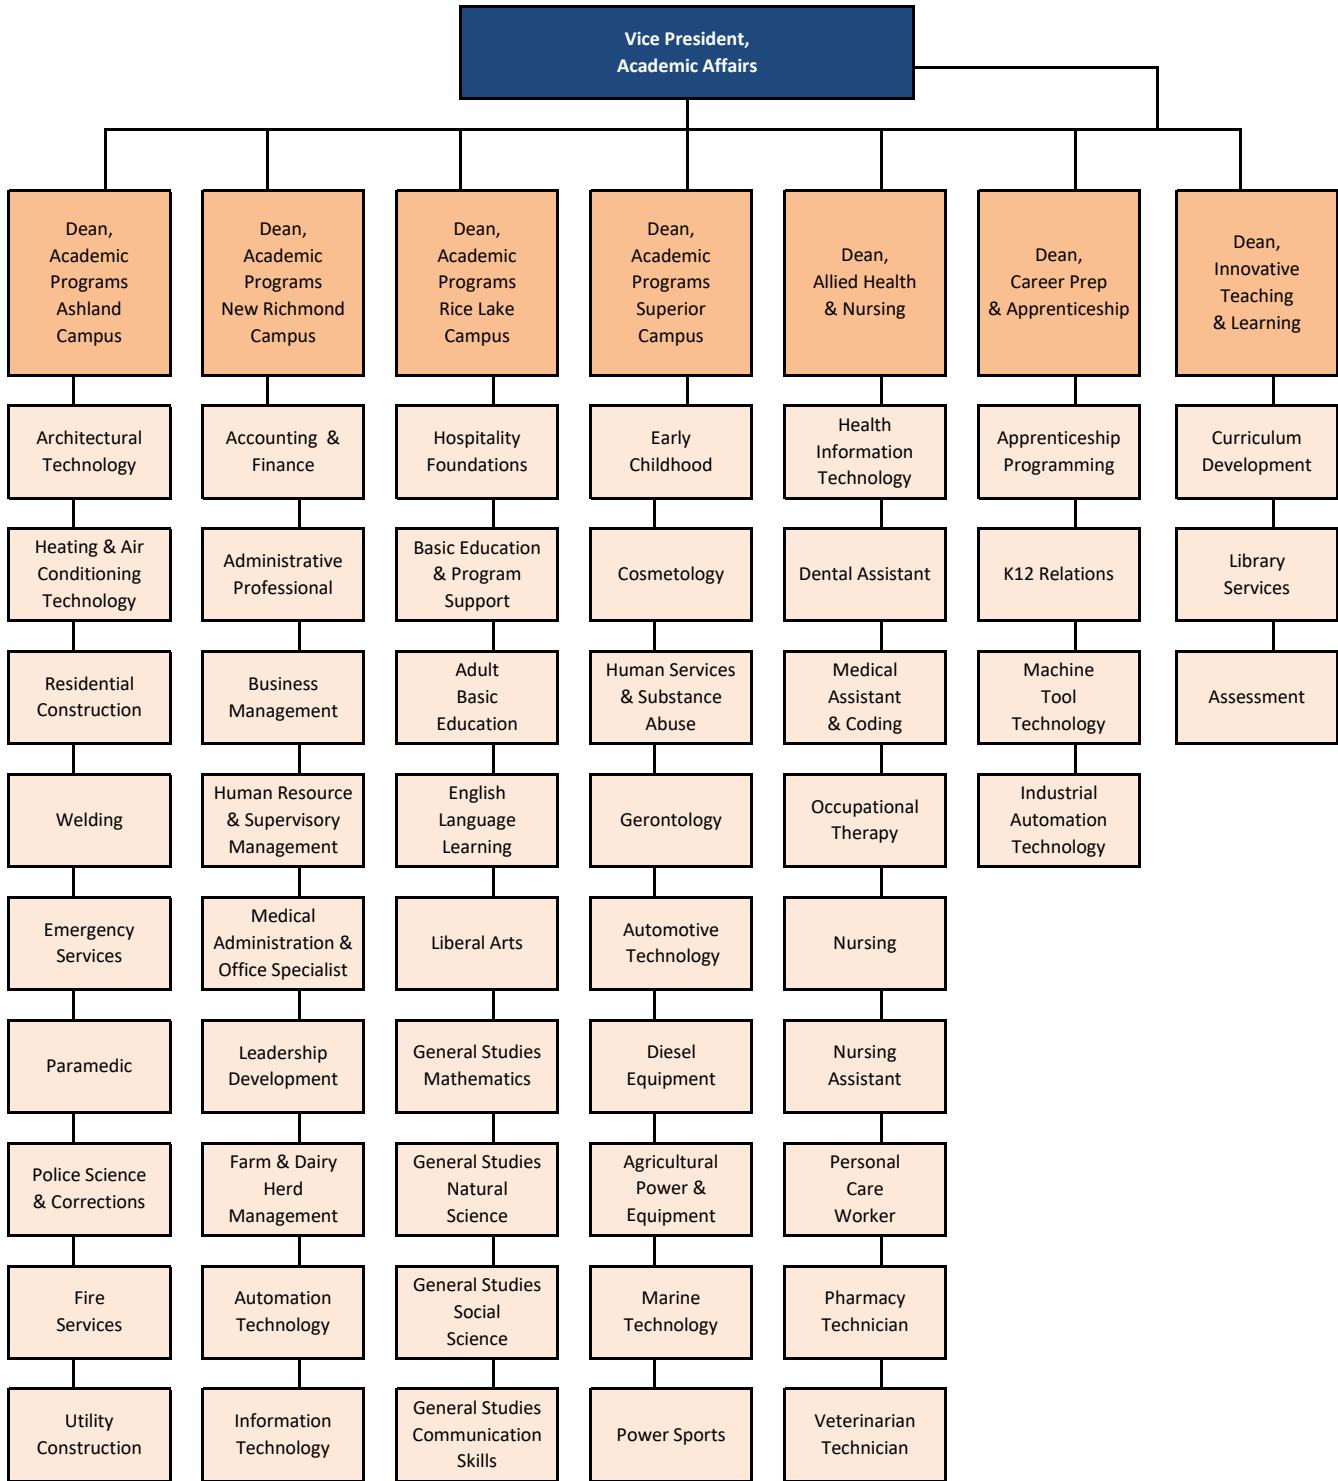 Vice President,
Academic Affairs
Dean,
Academic
Programs
Ashland
Campus
Dean,
Academic
Programs
New Richmond
Campus
Dean,
Academic
Programs
Rice Lake
Campus
Dean,
Academic
Programs
Superior
Campus
Dean,
Allied Health
& Nursing
Dean,
Career Prep
& Apprenticeship
Dean,
Innovative
Teaching
& Learning
Architectural
Technology
Accounting &
Finance
Hospitality
Foundations
Early
Childhood
Health
Information
Technology
Apprenticeship
Programming
Curriculum
Development
Heating & Air
Conditioning
Technology
Administrative
Professional
Basic Education
& Program
Support
Cosmetology
Dental Assistant
K12 Relations
Library
Services
Residential
Construction
Business
Management
Adult
Basic
Education
Human Services
& Substance
Abuse
Medical
Assistant
& Coding
Machine
Tool
Technology
Assessment
Welding
Human Resource
& Supervisory
Management
English
Language
Learning
Gerontology
Occupational
Therapy
Industrial
Automation
Technology
Emergency
Services
Medical
Administration &
Office Specialist
Liberal Arts
Automotive
Technology
Nursing
Paramedic
Leadership
Development
General Studies
Mathematics
Diesel
Equipment
Nursing
Assistant
Police Science
& Corrections
Farm & Dairy
Herd
Management
General Studies
Natural
Science
Agricultural
Power &
Equipment
Personal
Care
Worker
Fire
Services
Automation
Technology
General Studies
Social
Science
Marine
Technology
Pharmacy
Technician
Utility
Construction
Information
Technology
General Studies
Communication
Skills
Power Sports
Veterinarian
Technician